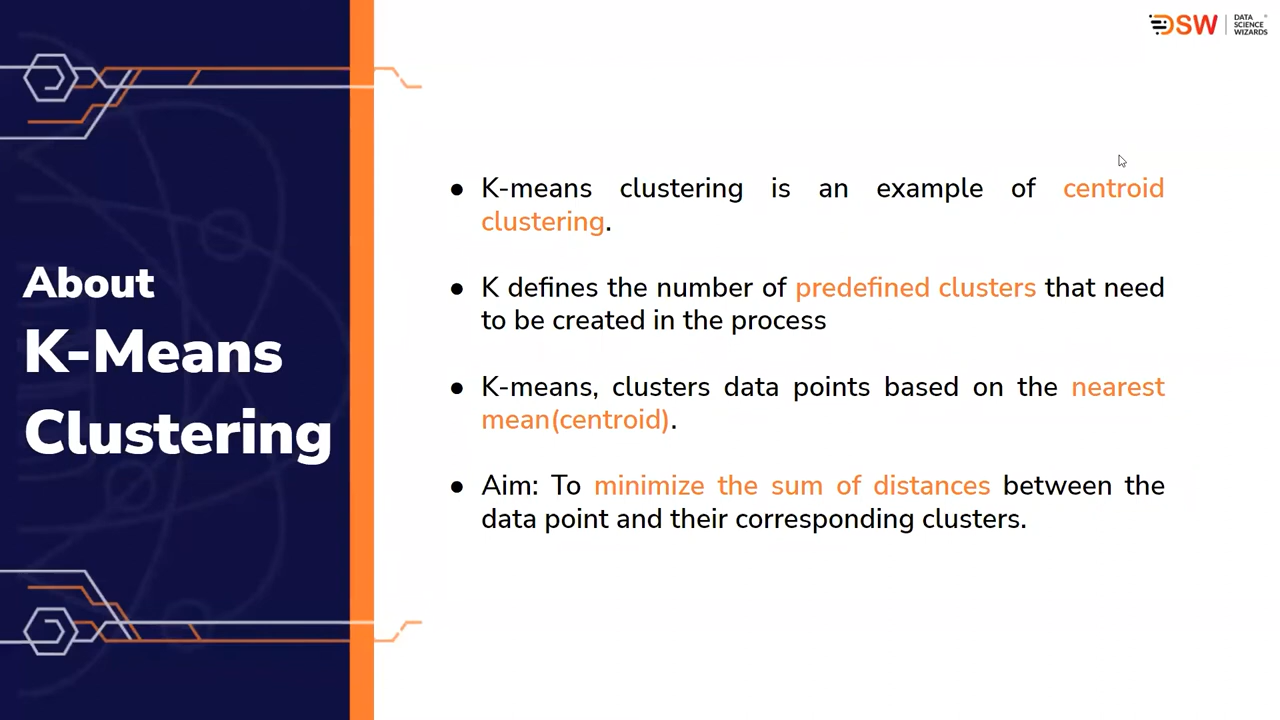 DSW
DATA
SCIENCE
WIZARDS
About
K-Means
Clustering
● K-means clustering is an example of centroid
clustering.
● K defines the number of predefined clusters that need
to be created in the process
● K-means, clusters data points based on the nearest
mean(centroid).
● Aim: To minimize the sum of distances between the
data point and their corresponding clusters.